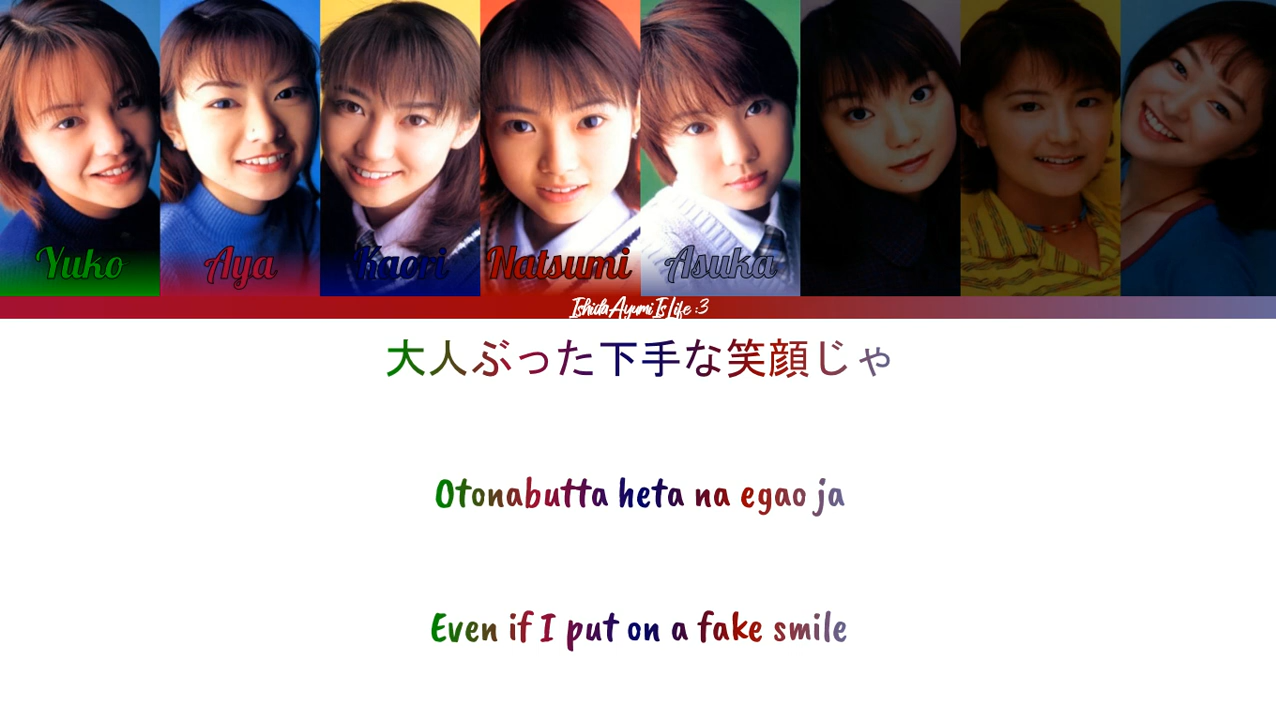 Yuko Aya Kaori Natsumi Asuka
IshidaAyumiIsLife :3
大人ぶった下手な笑顔じゃ
Otonabutta heta na egao ja
Even if I put on a fake smile